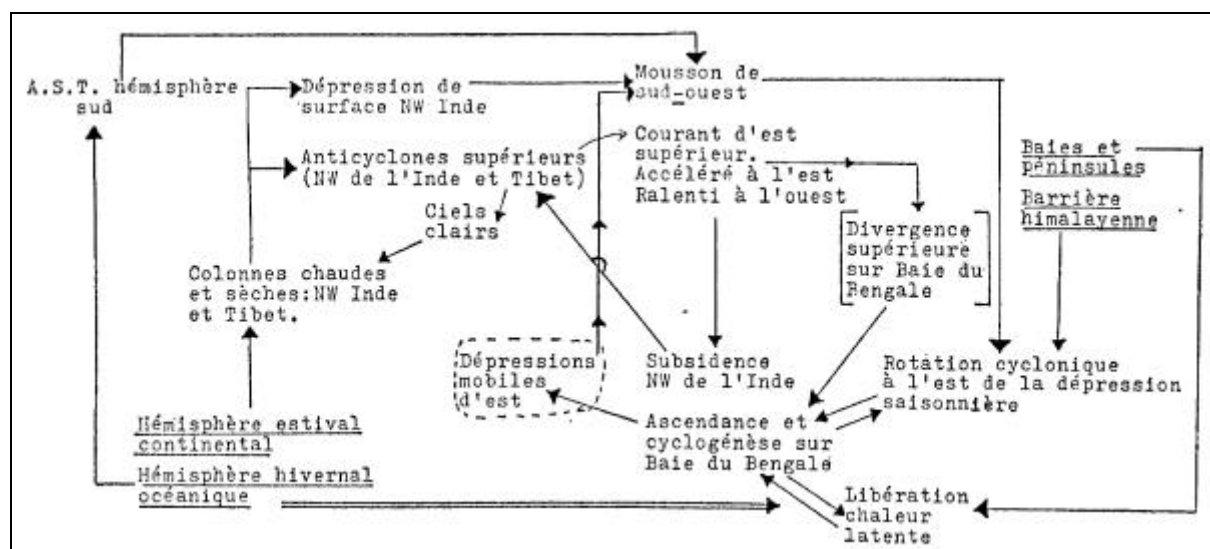 A.S.T. hémisphère
sud
Dépression de
surface NW Inde
Mousson de
sud-ouest
Anticyclones supérieurs
(NW de l'Inde et Tibet)
Courant d'est
supérieur.
Accéléré à l'est
Ralenti à l'ouest
Baies et
péninsules
Barrière
himalayenne
Ciels
clairs
Divergence
supérieure
sur Baie du
Bengale
Colonnes chaudes
et sèches:NW Inde
et Tibet.
Dépressions
mobiles
d'est
Subsidence
NW de l'Inde
Rotation cyclonique
à l'est de la dépression
saisonnière
Hémisphère estival
continental
Ascendance et
cyclogénèse sur
Baie du Bengale
Hémisphère hivernal
océanique
Libération
chaleur
latente